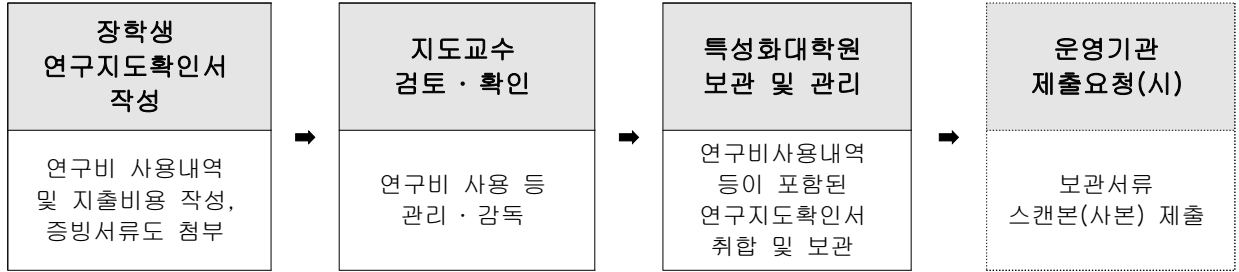 장학생
연구지도확인서
작성
연구비 사용내역
및 지출비용 작성,
증빙서류도 첨부
➡
지도교수
검토 · 확인
연구비 사용 등
관리 · 감독
➡
특성화대학원
보관 및 관리
연구비사용내역
등이 포함된
연구지도확인서
취합 및 보관
➡
운영기관
제출요청(시)
보관서류
스캔본(사본) 제출